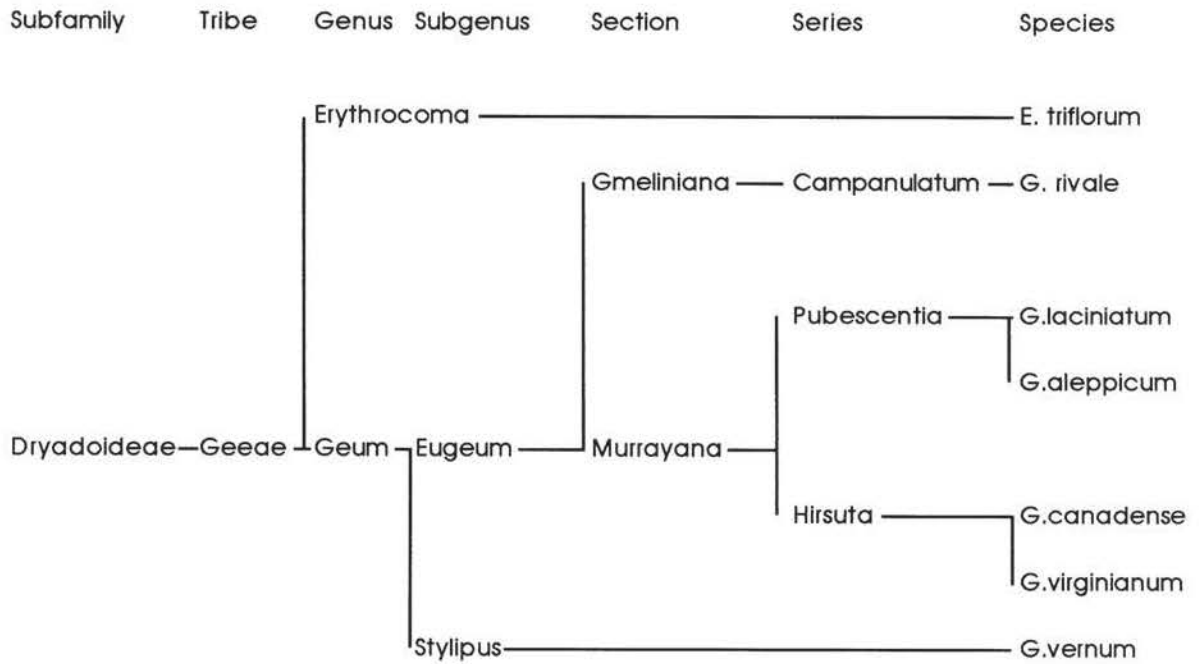 Subfamily Tribe Genus Subgenus Section Series Species
Erythrocoma E. triflorum
Gmeliniana Campanulatum G. rivale
Pubescentia G.laciniatum
G.aleppicum
Dryadoideae Geeae Geum Eugeum Murrayana
Hirsuta G.canadense
G.virginianum
Stylipus G.vernum